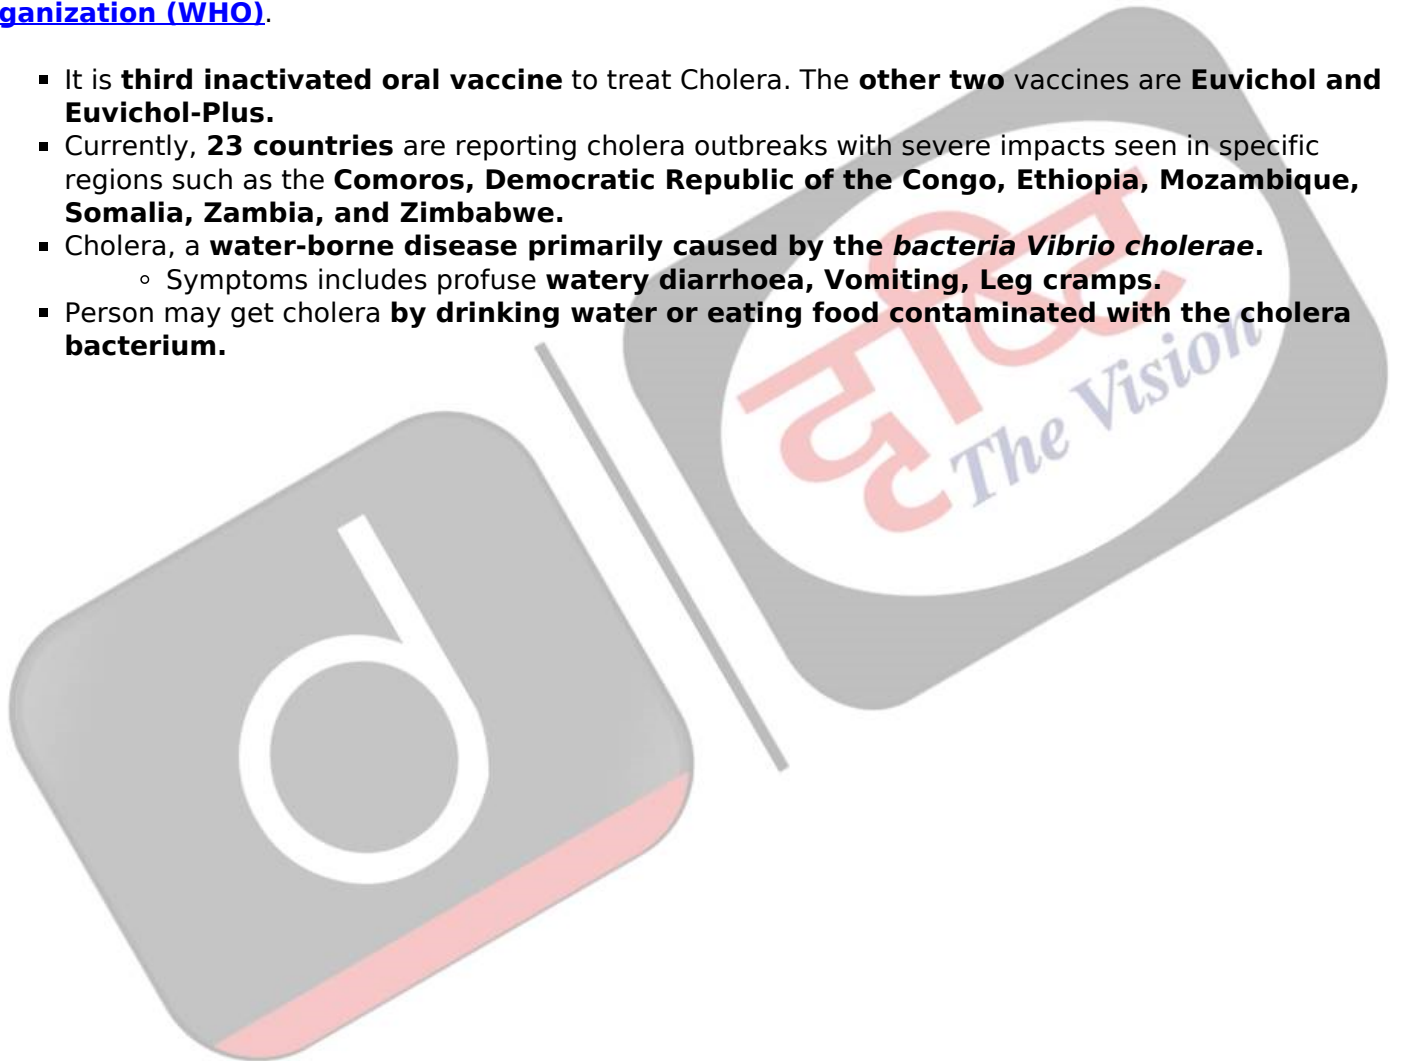 ganization (WHO).
It is third inactivated oral vaccine to treat Cholera. The other two vaccines are Euvichol and
Euvichol-Plus.
Currently, 23 countries are reporting cholera outbreaks with severe impacts seen in specific
regions such as the Comoros, Democratic Republic of the Congo, Ethiopia, Mozambique,
Somalia, Zambia, and Zimbabwe.
Cholera, a water-borne disease primarily caused by the bacteria Vibrio cholerae.
Symptoms includes profuse watery diarrhoea, Vomiting, Leg cramps.
Person may get cholera by drinking water or eating food contaminated with the cholera
bacterium.
दृष्टि
The Vision
d